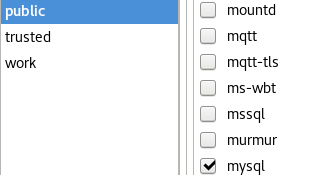 public
trusted
work
mountd
mqtt
mqtt-tls
ms-wbt
mssql
murmur
mysql